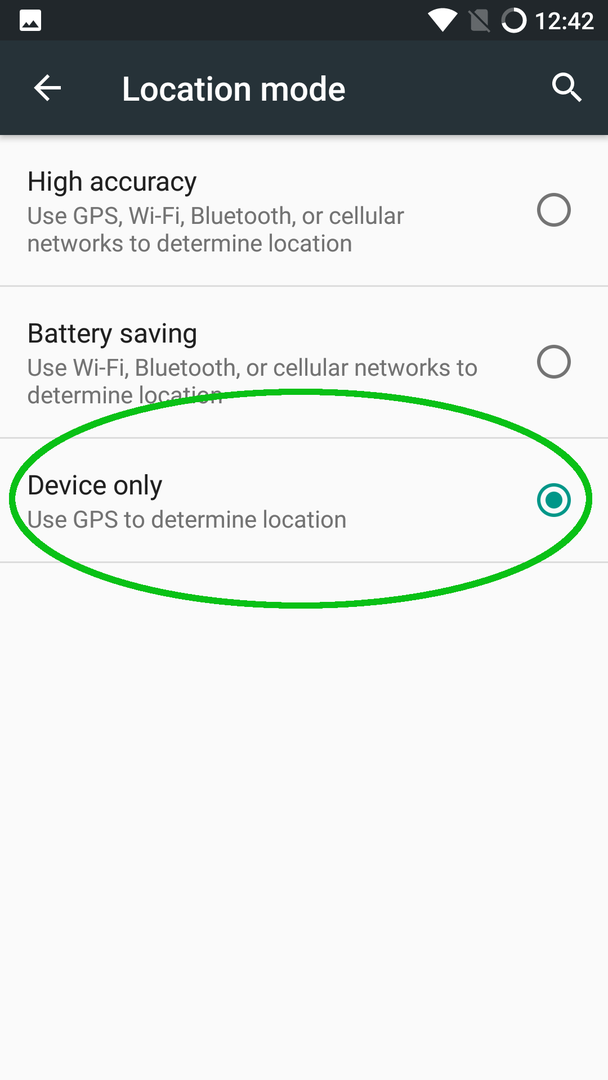 12:42
Location mode
High accuracy
Use GPS, Wi-Fi, Bluetooth, or cellular
networks to determine location
Battery saving
Use Wi-Fi, Bluetooth, or cellular networks to
determine location
Device only
Use GPS to determine location